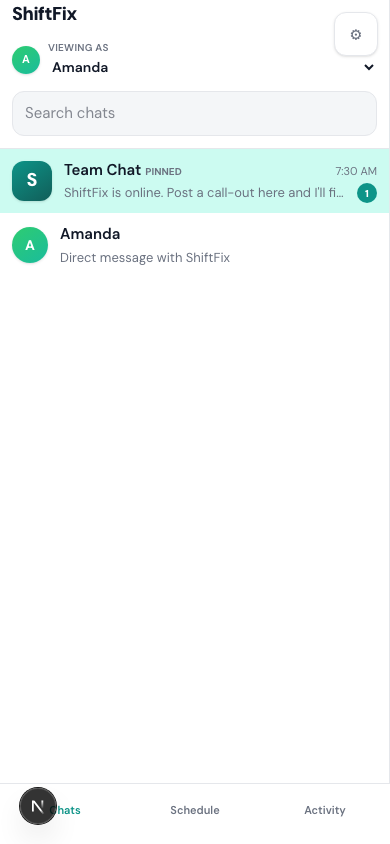 ShiftFix
A
VIEWING AS
Amanda
Search chats
S
Team Chat PINNED 7:30 AM
ShiftFix is online. Post a call-out here and I'll fi... 1
A
Amanda
Direct message with ShiftFix
N
hats Schedule Activity